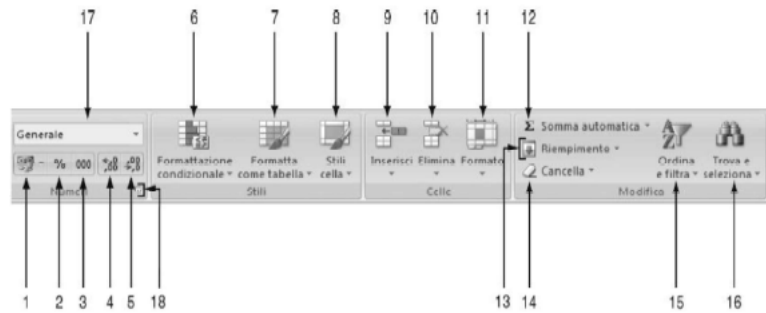 17 6 7 8 9 10 11 12
Generale
% 000
Formattazione condizionale
Formatta come tabella
Stili cella
Inserisci
Elimina
Formato
Σ Somma automatica
Riempimento
Cancella
Ordina e filtra
Trova e seleziona
13
Numeri
Stili
Celle
Modifico
1 2 3 4 5 18 14 15 16